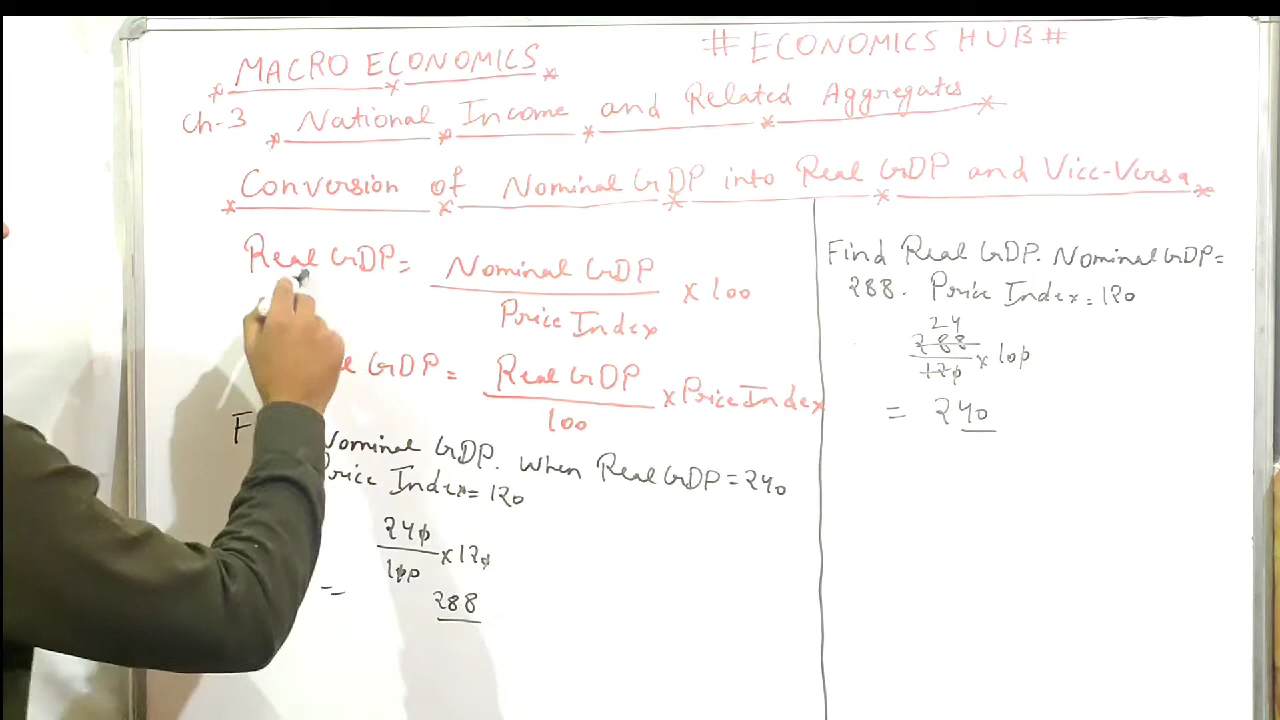 MACRO ECONOMICS
# ECONOMICS HUB #
Ch-3 National Income and Related Aggregates
Conversion of Nominal GDP into Real GDP and Vice-Versa
Real GDP = Nominal GDP / Price Index × 100
GDP = Real GDP / 100 × Price Index
F Nominal GDP. When Real GDP = 240
Price Index = 120
240 / 100 × 120
= 288
Find Real GDP. Nominal GDP =
288. Price Index = 120
24
288 / 120 × 100
= 240